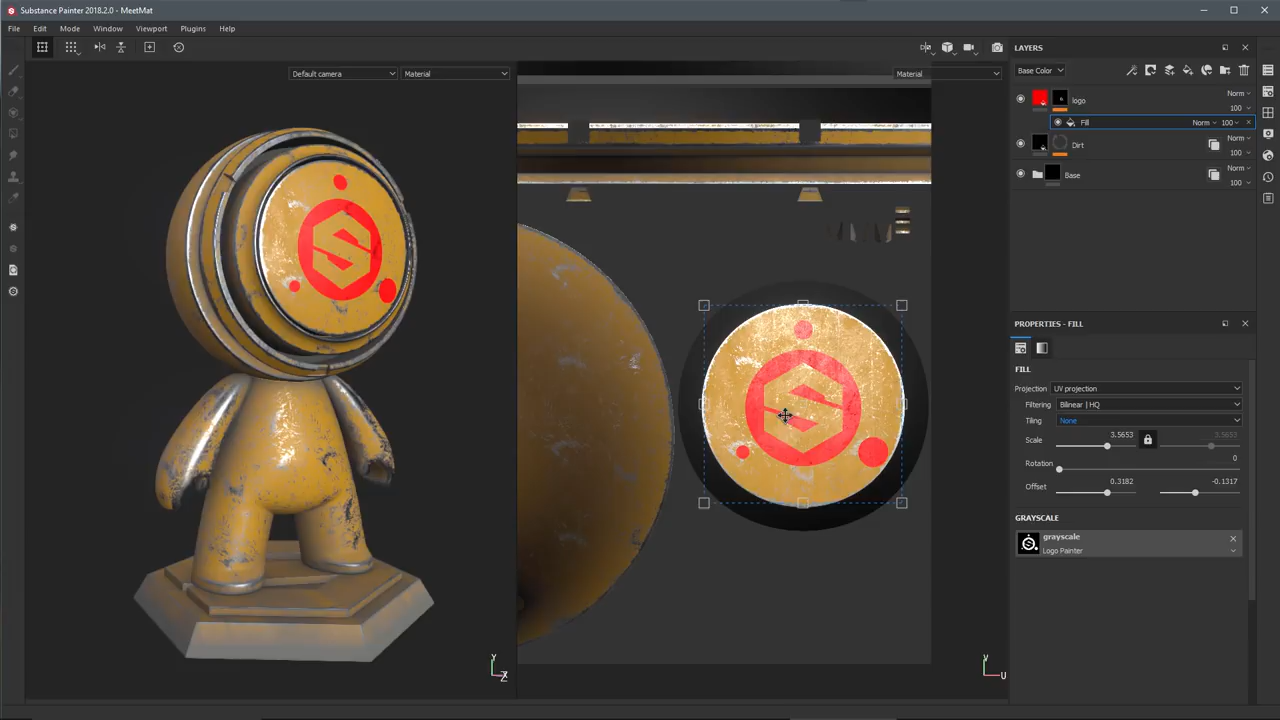 Substance Painter 2018.2.0 - MeetMat
File Edit Mode Window Viewport Plugins Help
Default camera Material Material
LAYERS
Base Color
logo Norm
100
Fill Norm 100
Dirt Norm
100
Base Norm
100
PROPERTIES - FILL
FILL
Projection UV projection
Filtering Bilinear | HQ
Tiling None
Scale 3.5653 3.5653
Rotation 0
Offset 0.3182 -0.1317
GRAYSCALE
grayscale
Logo Painter
Y
Z
V
U